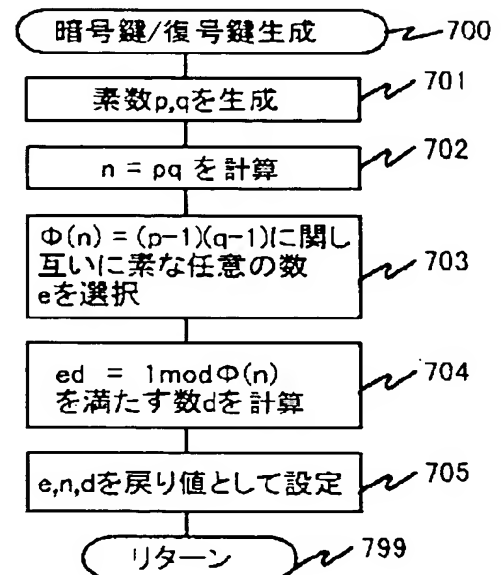 暗号鍵/復号鍵生成 700
素数p,qを生成 701
n = pq を計算 702
Φ(n) = (p-1)(q-1)に関し
互いに素な任意の数
eを選択
703
ed = 1modΦ(n)
を満たす数dを計算
704
e,n,dを戻り値として設定 705
リターン 799